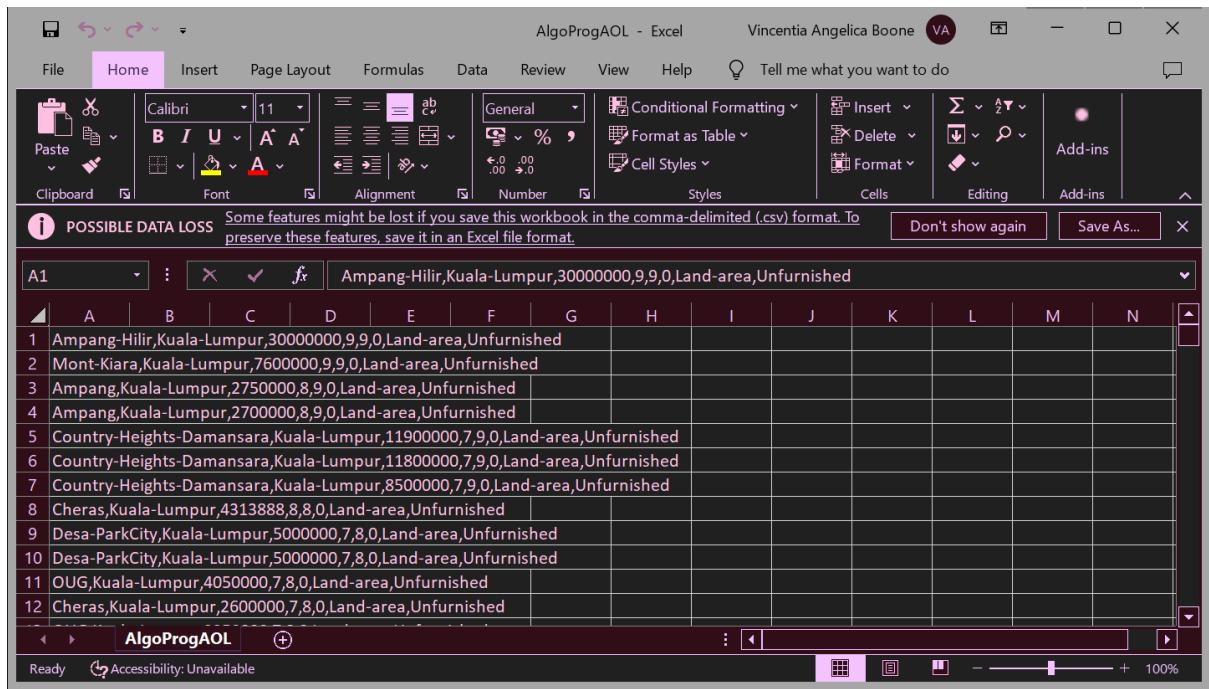 AlgoProgAOL - Excel Vincentia Angelica Boone VA
File Home Insert Page Layout Formulas Data Review View Help Tell me what you want to do
Paste
Calibri 11
B I U A A
A
ab
General
% 9
.0 .00
.00 .0
Conditional Formatting
Format as Table
Cell Styles
Insert
Delete
Format
Σ
Add-ins
Clipboard Font Alignment Number Styles Cells Editing Add-ins
POSSIBLE DATA LOSS Some features might be lost if you save this workbook in the comma-delimited (.csv) format. To
preserve these features, save it in an Excel file format.
Don't show again Save As...
A1 fx Ampang-Hilir,Kuala-Lumpur,30000000,9,9,0,Land-area,Unfurnished
A B C D E F G H I J K L M N
1 Ampang-Hilir,Kuala-Lumpur,30000000,9,9,0,Land-area,Unfurnished
2 Mont-Kiara,Kuala-Lumpur,7600000,9,9,0,Land-area,Unfurnished
3 Ampang,Kuala-Lumpur,2750000,8,9,0,Land-area,Unfurnished
4 Ampang,Kuala-Lumpur,2700000,8,9,0,Land-area,Unfurnished
5 Country-Heights-Damansara,Kuala-Lumpur,11900000,7,9,0,Land-area,Unfurnished
6 Country-Heights-Damansara,Kuala-Lumpur,11800000,7,9,0,Land-area,Unfurnished
7 Country-Heights-Damansara,Kuala-Lumpur,8500000,7,9,0,Land-area,Unfurnished
8 Cheras,Kuala-Lumpur,4313888,8,8,0,Land-area,Unfurnished
9 Desa-ParkCity,Kuala-Lumpur,5000000,7,8,0,Land-area,Unfurnished
10 Desa-ParkCity,Kuala-Lumpur,5000000,7,8,0,Land-area,Unfurnished
11 OUG,Kuala-Lumpur,4050000,7,8,0,Land-area,Unfurnished
12 Cheras,Kuala-Lumpur,2600000,7,8,0,Land-area,Unfurnished
AlgoProgAOL
Ready Accessibility: Unavailable 100%